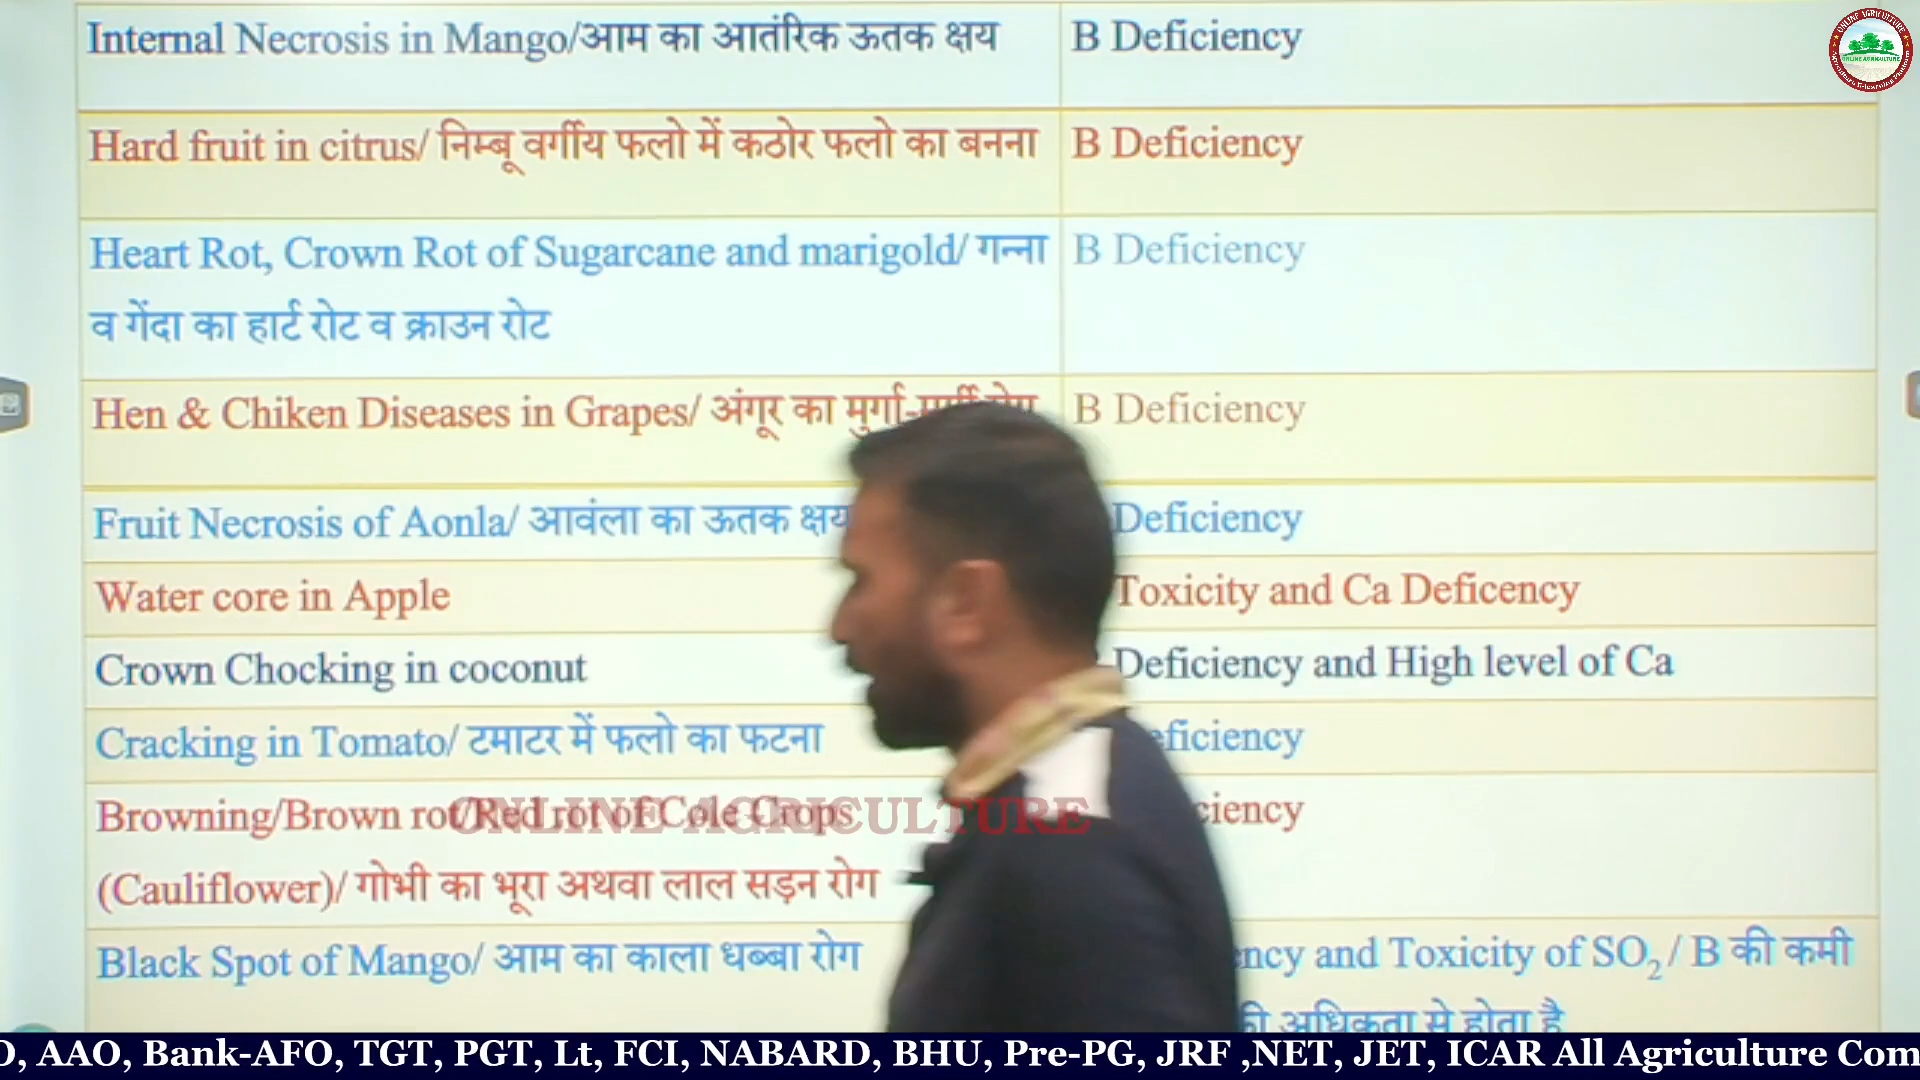 Internal Necrosis in Mango/आम का आतंरिक ऊतक क्षय
B Deficiency
Hard fruit in citrus/ निम्बू वर्गीय फलो में कठोर फलो का बनना
B Deficiency
Heart Rot, Crown Rot of Sugarcane and marigold/ गन्ना
व गेंदा का हार्ट रोट व क्राउन रोट
B Deficiency
Hen & Chiken Diseases in Grapes/ अंगूर का मुर्गा-मुर्गी रोग
B Deficiency
Fruit Necrosis of Aonla/ आवंला का ऊतक क्षय
Deficiency
Water core in Apple
Toxicity and Ca Deficency
Crown Chocking in coconut
Deficiency and High level of Ca
Cracking in Tomato/ टमाटर में फलो का फटना
Browning/Brown rot/Red rot of Cole Crops
(Cauliflower)/ गोभी का भूरा अथवा लाल सड़न रोग
ONLINE AGRICULTURE
Black Spot of Mango/ आम का काला धब्बा रोग
and Toxicity of SO₂ / B की कमी
अधिकता से होता है
AAO, Bank-AFO, TGT, PGT, Lt, FCI, NABARD, BHU, Pre-PG, JRF ,NET, JET, ICAR All Agriculture Com
ONLINE AGRICULTURE